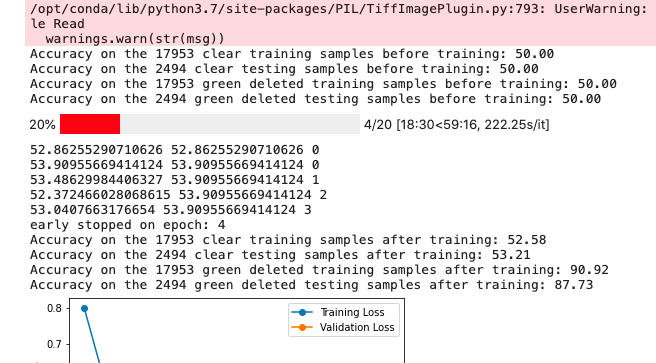 /opt/conda/lib/python3.7/site-packages/PIL/TiffImagePlugin.py:793: UserWarning:
le Read
  warnings.warn(str(msg))
Accuracy on the 17953 clear training samples before training: 50.00
Accuracy on the 2494 clear testing samples before training: 50.00
Accuracy on the 17953 green deleted training samples before training: 50.00
Accuracy on the 2494 green deleted testing samples before training: 50.00
20% 4/20 [18:30<59:16, 222.25s/it]
52.86255290710626 52.86255290710626 0
53.90955669414124 53.90955669414124 0
53.48629984406327 53.90955669414124 1
52.372466028068615 53.90955669414124 2
53.0407663176654 53.90955669414124 3
early stopped on epoch: 4
Accuracy on the 17953 clear training samples after training: 52.58
Accuracy on the 2494 clear testing samples after training: 53.21
Accuracy on the 17953 green deleted training samples after training: 90.92
Accuracy on the 2494 green deleted testing samples after training: 87.73
0.8
Training Loss
Validation Loss
0.7